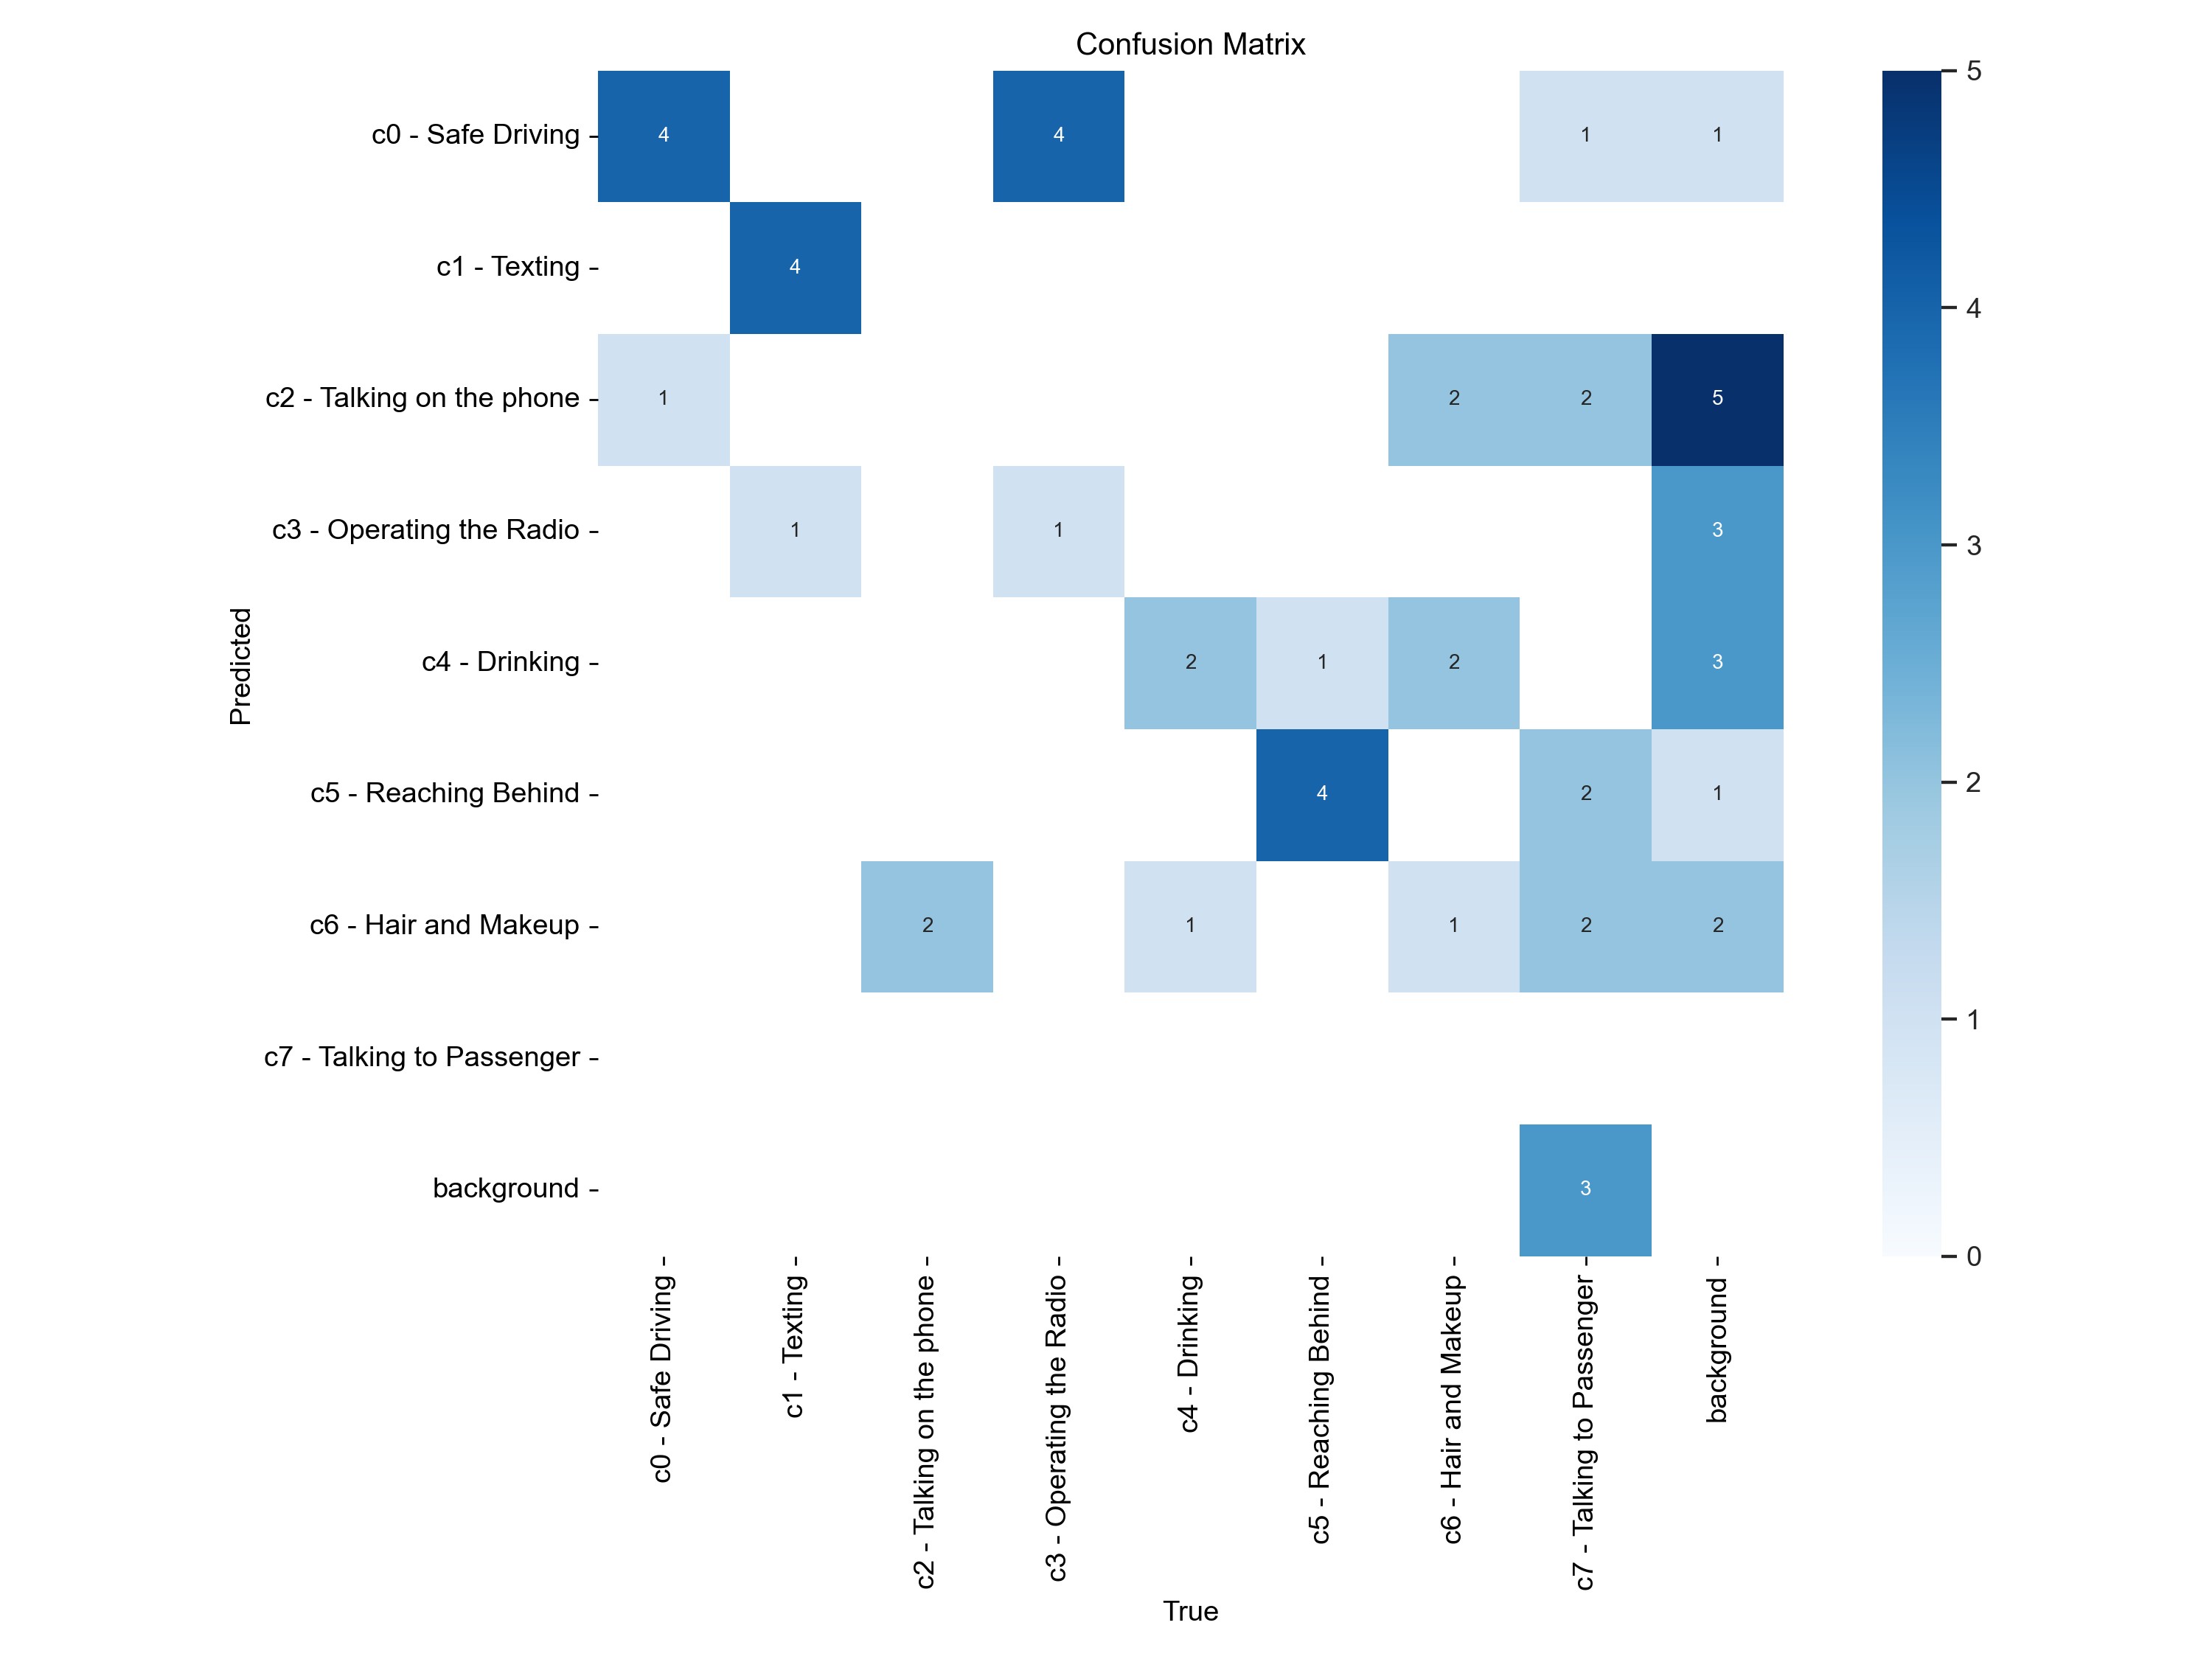 Confusion Matrix
c0 - Safe Driving
4 4 1 1
c1 - Texting
4
c2 - Talking on the phone
1 2 2 5
c3 - Operating the Radio
1 1 3
c4 - Drinking
2 1 2 3
c5 - Reaching Behind
4 2 1
c6 - Hair and Makeup
2 1 1 2 2
c7 - Talking to Passenger
background
3
Predicted
c0 - Safe Driving
c1 - Texting
c2 - Talking on the phone
c3 - Operating the Radio
c4 - Drinking
c5 - Reaching Behind
c6 - Hair and Makeup
c7 - Talking to Passenger
background
True
5
4
3
2
1
0